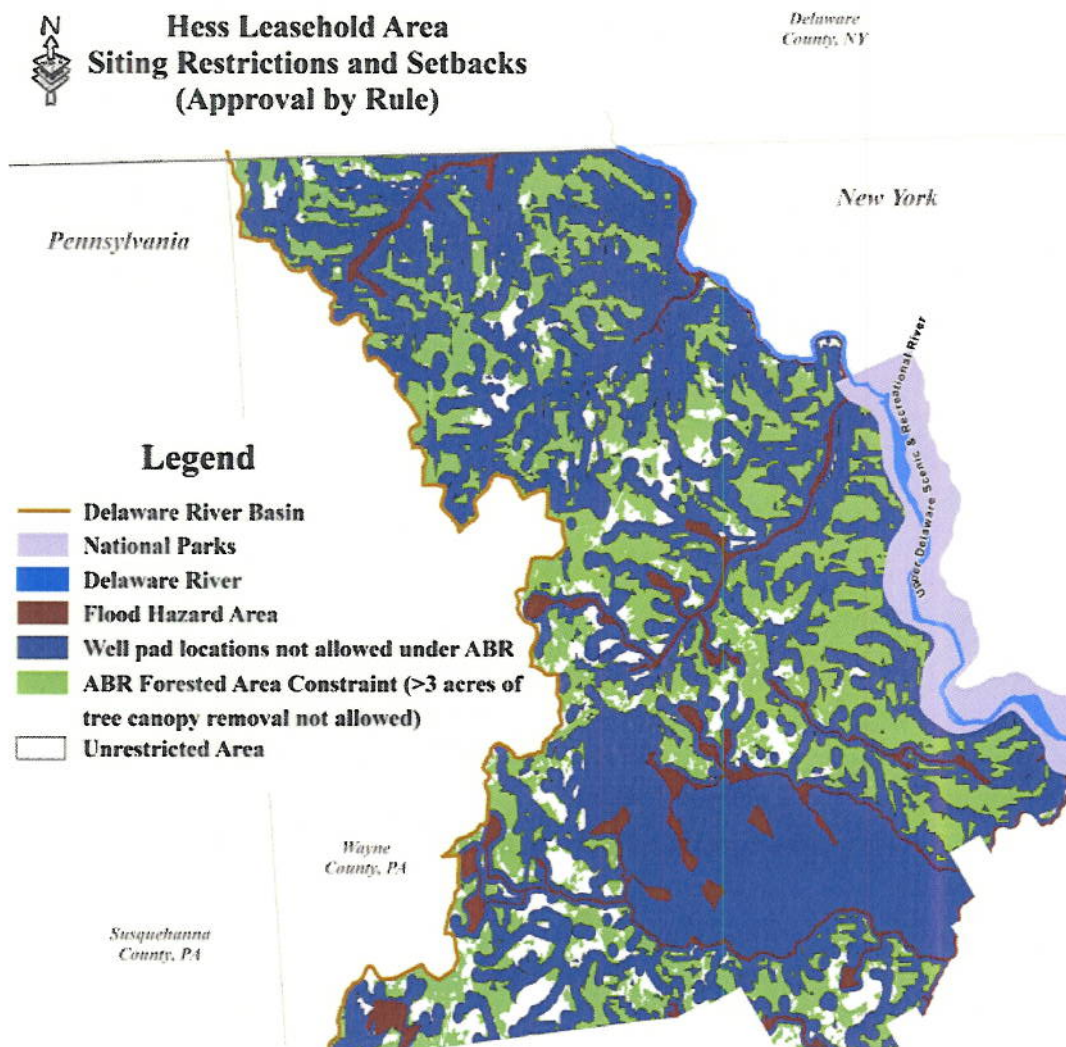 N
Hess Leasehold Area
Siting Restrictions and Setbacks
(Approval by Rule)
Delaware
County, NY
New York
Pennsylvania
Upper Delaware Scenic & Recreational River
Legend
Delaware River Basin
National Parks
Delaware River
Flood Hazard Area
Well pad locations not allowed under ABR
ABR Forested Area Constraint (>3 acres of
tree canopy removal not allowed)
Unrestricted Area
Wayne
County, PA
Susquehanna
County, PA